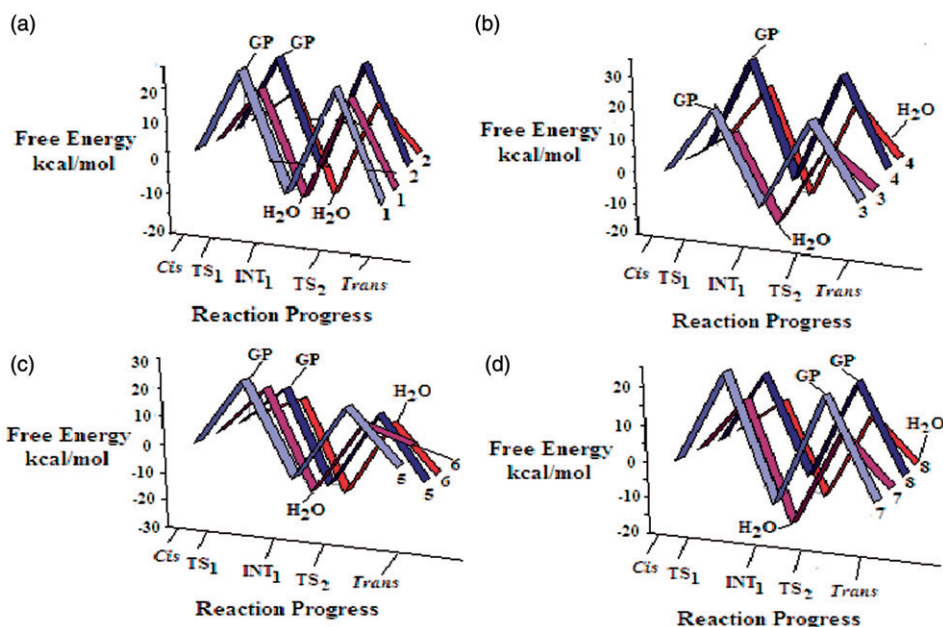 (a)
GP GP
20
10
0
-10
-20
Free Energy
kcal/mol
H₂O H₂O
1
1
2
2
Cis TS₁ INT₁ TS₂ Trans
Reaction Progress
(b)
GP
GP
30
20
10
0
-10
-20
Free Energy
kcal/mol
H₂O
H₂O
3
3
4
4
Cis TS₁ INT₁ TS₂ Trans
Reaction Progress
(c)
GP GP
30
20
10
0
-10
-20
-30
Free Energy
kcal/mol
H₂O
H₂O
5
5
6
6
Cis TS₁ INT₁ TS₂ Trans
Reaction Progress
(d)
GP GP
20
10
0
-10
-20
Free Energy
kcal/mol
H₂O
H₂O
7
7
8
8
Cis TS₁ INT₁ TS₂ Trans
Reaction Progress